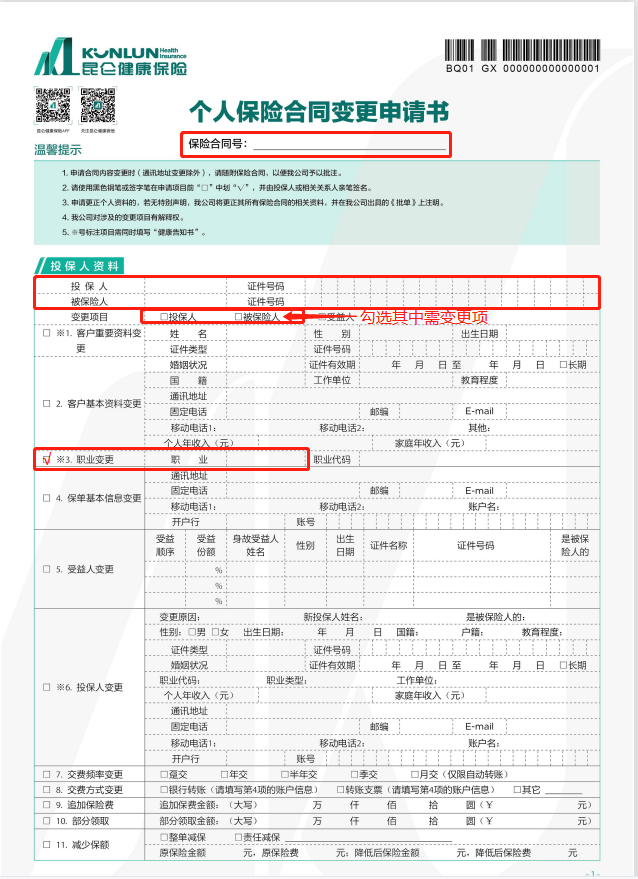 KUNLUN Health Insurance
昆仑健康保险
BQ01 GX 000000000000001
昆仑健康保险APP 关注昆仑健康微信
个人保险合同变更申请书
保险合同号：
温馨提示
1. 申请合同内容变更时（通讯地址变更除外），请随附保险合同，以便我公司予以批注。
2. 请使用黑色钢笔或签字笔在申请项目前“□”中划“√”，并由投保人或相关关系人亲笔签名。
3. 申请更正个人资料的，若无特别声明，我公司将更正其所有保险合同的相关资料，并在我公司出具的《批单》上注明。
4. 我公司对涉及的变更项目有解释权。
5. ※号标注项目需同时填写“健康告知书”。
投保人资料
投 保 人 证件号码
被保险人 证件号码
变更项目 □投保人 □被保险人 □受益人 勾选其中需变更项
□ ※1. 客户重要资料变更 姓 名 性 别 出生日期
证件类型 证件号码
□ 2. 客户基本资料变更 婚姻状况 证件有效期 年 月 日 至 年 月 日 □长期
国 籍 工作单位 教育程度
通讯地址
固定电话 邮编 E-mail
移动电话1： 移动电话2： 其他：
个人年收入（元） 家庭年收入（元）
☑ ※3. 职业变更 职 业 职业代码
□ 4. 保单基本信息变更 通讯地址
固定电话 邮编 E-mail
移动电话1： 移动电话2： 账户名：
开户行 账号
□ 5. 受益人变更 受益顺序 受益份额 身故受益人姓名 性别 出生日期 证件名称 证件号码 是被保险人的
%
%
%
□ ※6. 投保人变更 变更原因： 新投保人姓名： 是被保险人的：
性别：□男 □女 出生日期： 年 月 日 国籍： 户籍： 教育程度：
证件类型 证件号码
婚姻状况 证件有效期 年 月 日 至 年 月 日 □长期
职业代码： 职业类型： 工作单位：
个人年收入（元） 家庭年收入（元）
通讯地址
固定电话 邮编 E-mail
移动电话1： 移动电话2： 账户名：
开户行 账号
□ 7. 交费频率变更 □趸交 □年交 □半年交 □季交 □月交（仅限自动转账）
□ 8. 交费方式变更 □银行转账（请填写第4项的账户信息） □转账支票（请填写第4项的账户信息） □其它
□ 9. 追加保险费 追加保费金额：（大写） 万 仟 佰 拾 圆（￥ 元）
□ 10. 部分领取 部分领取金额：（大写） 万 仟 佰 拾 圆（￥ 元）
□ 11. 减少保额 □整单减保 □责任减保
原保险金额 元，原保险费 元；降低后保险金额 元，降低后保险费 元
- 1 -